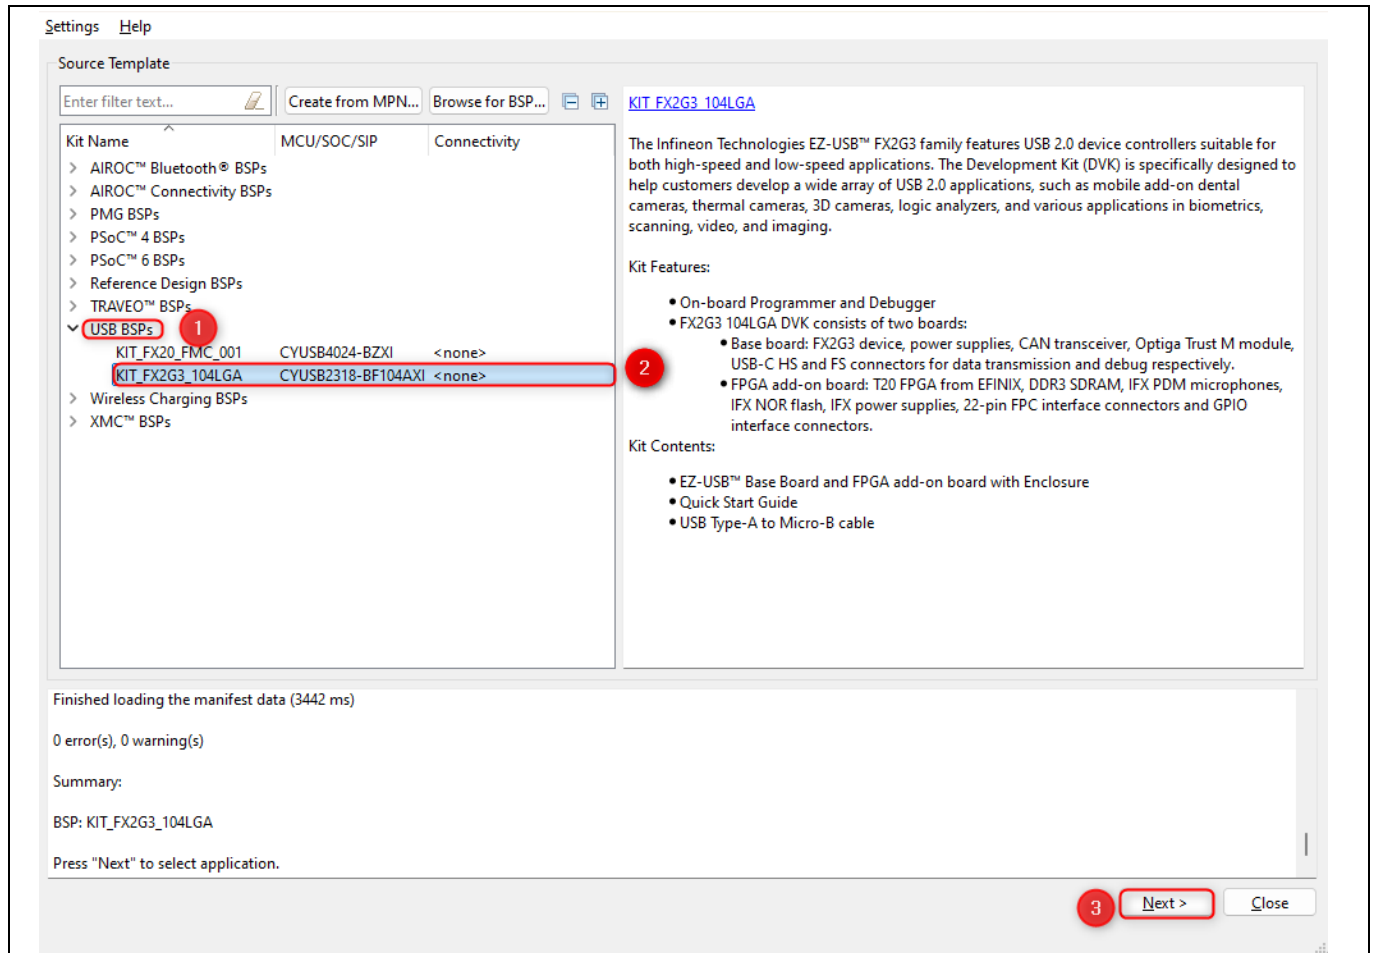 Settings Help
Source Template
Enter filter text...
Create from MPN...
Browse for BSP...
Kit Name MCU/SOC/SIP Connectivity
AIROC™ Bluetooth® BSPs
AIROC™ Connectivity BSPs
PMG BSPs
PSoC™ 4 BSPs
PSoC™ 6 BSPs
Reference Design BSPs
TRAVEO™ BSPs
USB BSPs
1
KIT_FX20_FMC_001 CYUSB4024-BZXI <none>
KIT_FX2G3_104LGA CYUSB2318-BF104AXI <none>
2
Wireless Charging BSPs
XMC™ BSPs
KIT_FX2G3_104LGA
The Infineon Technologies EZ-USB™ FX2G3 family features USB 2.0 device controllers suitable for
both high-speed and low-speed applications. The Development Kit (DVK) is specifically designed to
help customers develop a wide array of USB 2.0 applications, such as mobile add-on dental
cameras, thermal cameras, 3D cameras, logic analyzers, and various applications in biometrics,
scanning, video, and imaging.
Kit Features:
• On-board Programmer and Debugger
• FX2G3 104LGA DVK consists of two boards:
• Base board: FX2G3 device, power supplies, CAN transceiver, Optiga Trust M module,
USB-C HS and FS connectors for data transmission and debug respectively.
• FPGA add-on board: T20 FPGA from EFINIX, DDR3 SDRAM, IFX PDM microphones,
IFX NOR flash, IFX power supplies, 22-pin FPC interface connectors and GPIO
interface connectors.
Kit Contents:
• EZ-USB™ Base Board and FPGA add-on board with Enclosure
• Quick Start Guide
• USB Type-A to Micro-B cable
Finished loading the manifest data (3442 ms)
0 error(s), 0 warning(s)
Summary:
BSP: KIT_FX2G3_104LGA
Press "Next" to select application.
3
Next >
Close